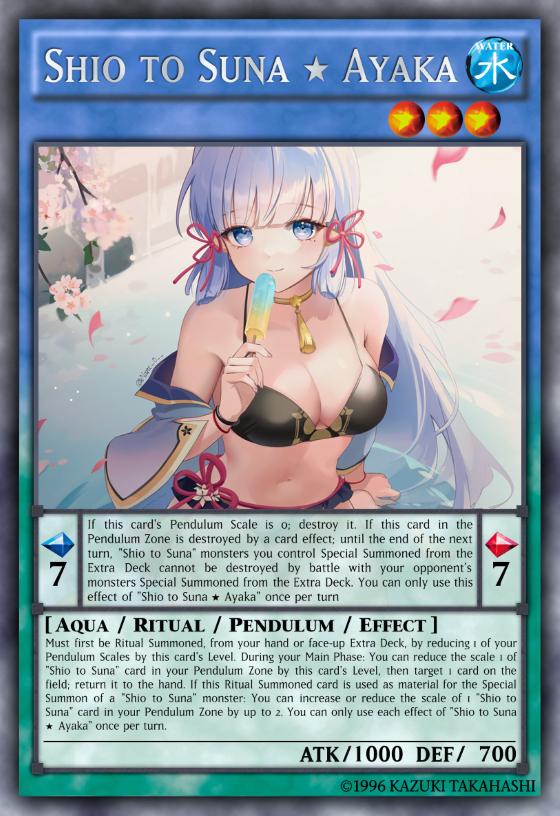 Shio to Suna ★ Ayaka
WATER
水
If this card's Pendulum Scale is 0; destroy it. If this card in the
Pendulum Zone is destroyed by a card effect; until the end of the next
turn, "Shio to Suna" monsters you control Special Summoned from the
Extra Deck cannot be destroyed by battle with your opponent's
monsters Special Summoned from the Extra Deck. You can only use this
effect of "Shio to Suna ★ Ayaka" once per turn
7
7
[ Aqua / Ritual / Pendulum / Effect ]
Must first be Ritual Summoned, from your hand or face-up Extra Deck, by reducing 1 of your
Pendulum Scales by this card's Level. During your Main Phase: You can reduce the scale 1 of
"Shio to Suna" card in your Pendulum Zone by this card's Level, then target 1 card on the
field; return it to the hand. If this Ritual Summoned card is used as material for the Special
Summon of a "Shio to Suna" monster: You can increase or reduce the scale of 1 "Shio to
Suna" card in your Pendulum Zone by up to 2. You can only use each effect of "Shio to Suna
★ Ayaka" once per turn.
ATK/1000 DEF/ 700
©1996 KAZUKI TAKAHASHI